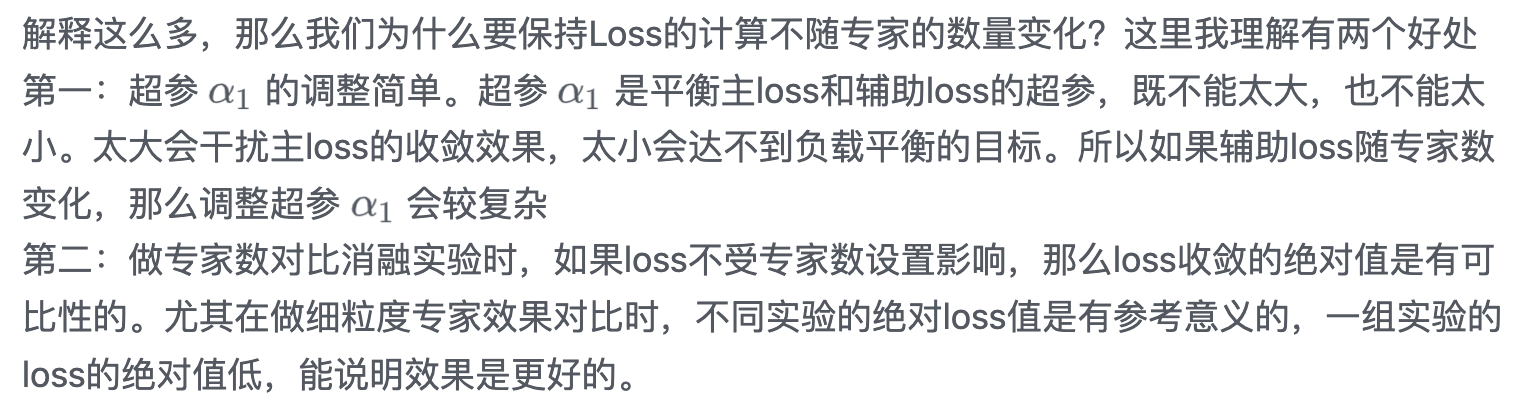 解释这么多，那么我们为什么要保持Loss的计算不随专家的数量变化？这里我理解有两个好处
第一：超参 α₁ 的调整简单。超参 α₁ 是平衡主loss和辅助loss的超参，既不能太大，也不能太
小。太大会干扰主loss的收敛效果，太小会达不到负载平衡的目标。所以如果辅助loss随专家数
变化，那么调整超参 α₁ 会较复杂
第二：做专家数对比消融实验时，如果loss不受专家数设置影响，那么loss收敛的绝对值是有可
比性的。尤其在做细粒度专家效果对比时，不同实验的绝对loss值是有参考意义的，一组实验的
loss的绝对值低，能说明效果是更好的。